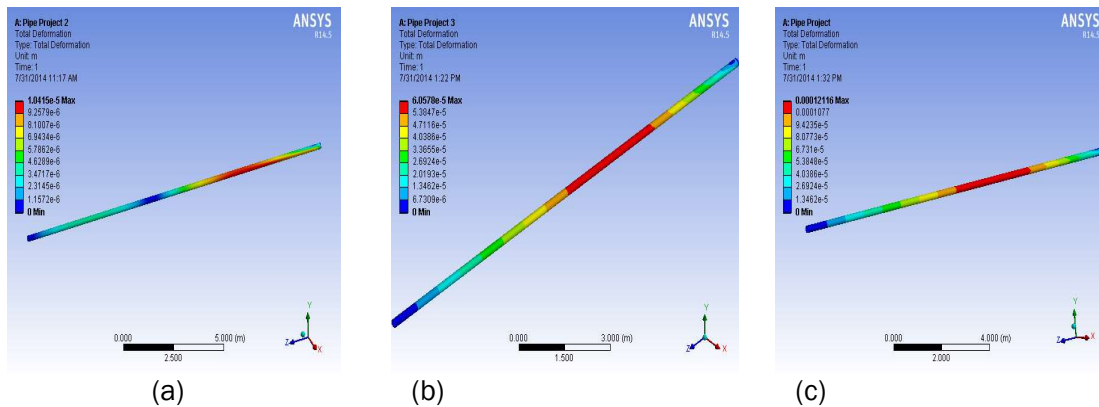 A: Pipe Project 2
Total Deformation
Type: Total Deformation
Unit: m
Time: 1
7/31/2014 11:17 AM
ANSYS
R14.5
1.0415e-5 Max
9.2579e-6
8.1007e-6
6.9434e-6
5.7862e-6
4.6289e-6
3.4717e-6
2.3145e-6
1.1572e-6
0 Min
0.000
5.000 (m)
2.500
Y
Z
X
(a)
A: Pipe Project 3
Total Deformation
Type: Total Deformation
Unit: m
Time: 1
7/31/2014 1:22 PM
ANSYS
R14.5
6.0578e-5 Max
5.3847e-5
4.7116e-5
4.0386e-5
3.3655e-5
2.6924e-5
2.0193e-5
1.3462e-5
6.7309e-6
0 Min
0.000
3.000 (m)
1.500
Y
Z
X
(b)
A: Pipe Project
Total Deformation
Type: Total Deformation
Unit: m
Time: 1
7/31/2014 1:32 PM
ANSYS
R14.5
0.00012116 Max
0.0001077
9.4235e-5
8.0773e-5
6.731e-5
5.3848e-5
4.0386e-5
2.6924e-5
1.3462e-5
0 Min
0.000
4.000 (m)
2.000
Y
Z
X
(c)